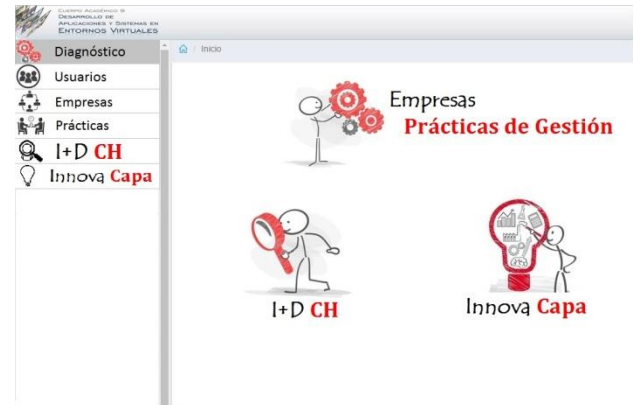 Cuerpo Académico 9
Desarrollo de
Aplicaciones y Sistemas en
Entornos Virtuales
Diagnóstico
Usuarios
Empresas
Prácticas
I+D CH
Innova Capa
/ Inicio
Empresas
Prácticas de Gestión
I+D CH
Innova Capa